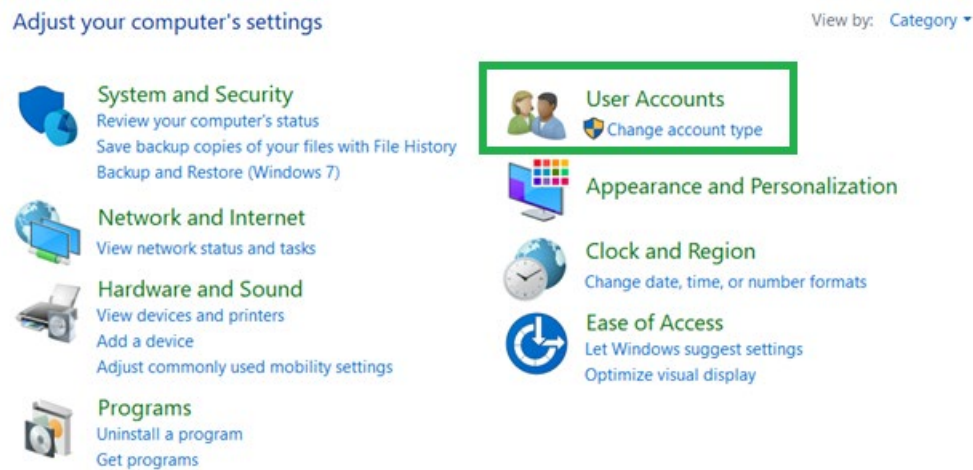 Adjust your computer's settings
View by: Category
System and Security
Review your computer's status
Save backup copies of your files with File History
Backup and Restore (Windows 7)
Network and Internet
View network status and tasks
Hardware and Sound
View devices and printers
Add a device
Adjust commonly used mobility settings
Programs
Uninstall a program
Get programs
User Accounts
Change account type
Appearance and Personalization
Clock and Region
Change date, time, or number formats
Ease of Access
Let Windows suggest settings
Optimize visual display